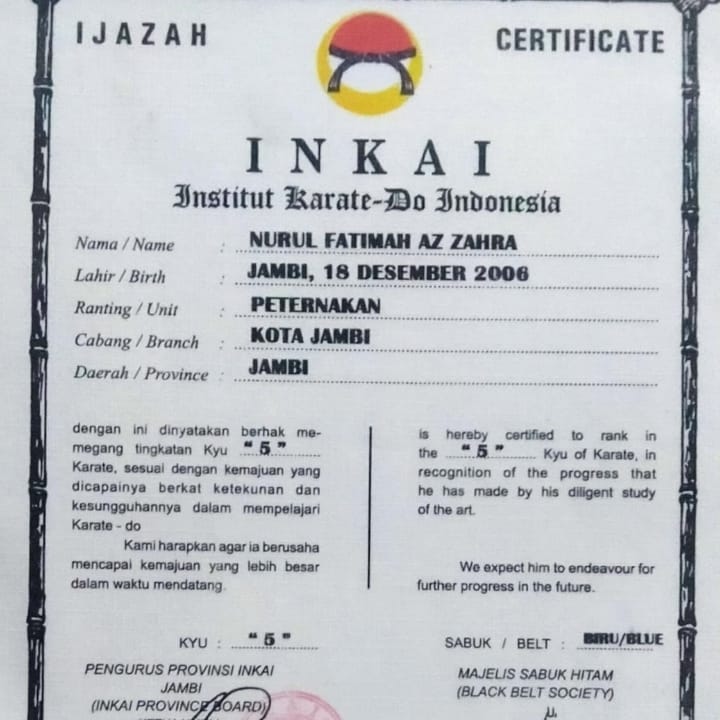 IJAZAH
CERTIFICATE
INKAI
Institut Karate-Do Indonesia
Nama / Name : NURUL FATIMAH AZ ZAHRA
Lahir / Birth : JAMBI, 18 DESEMBER 2006
Ranting / Unit : PETERNAKAN
Cabang / Branch : KOTA JAMBI
Daerah / Province : JAMBI
dengan ini dinyatakan berhak me-
megang tingkatan Kyu "5"
Karate, sesuai dengan kemajuan yang
dicapainya berkat ketekunan dan
kesungguhannya dalam mempelajari
Karate - do
Kami harapkan agar ia berusaha
mencapai kemajuan yang lebih besar
dalam waktu mendatang.
is hereby certified to rank in
the "5" Kyu of Karate, in
recognition of the progress that
he has made by his diligent study
of the art.
We expect him to endeavour for
further progress in the future.
KYU : "5"
SABUK / BELT : BIRU/BLUE
PENGURUS PROVINSI INKAI
JAMBI
(INKAI PROVINCE BOARD)
MAJELIS SABUK HITAM
(BLACK BELT SOCIETY)